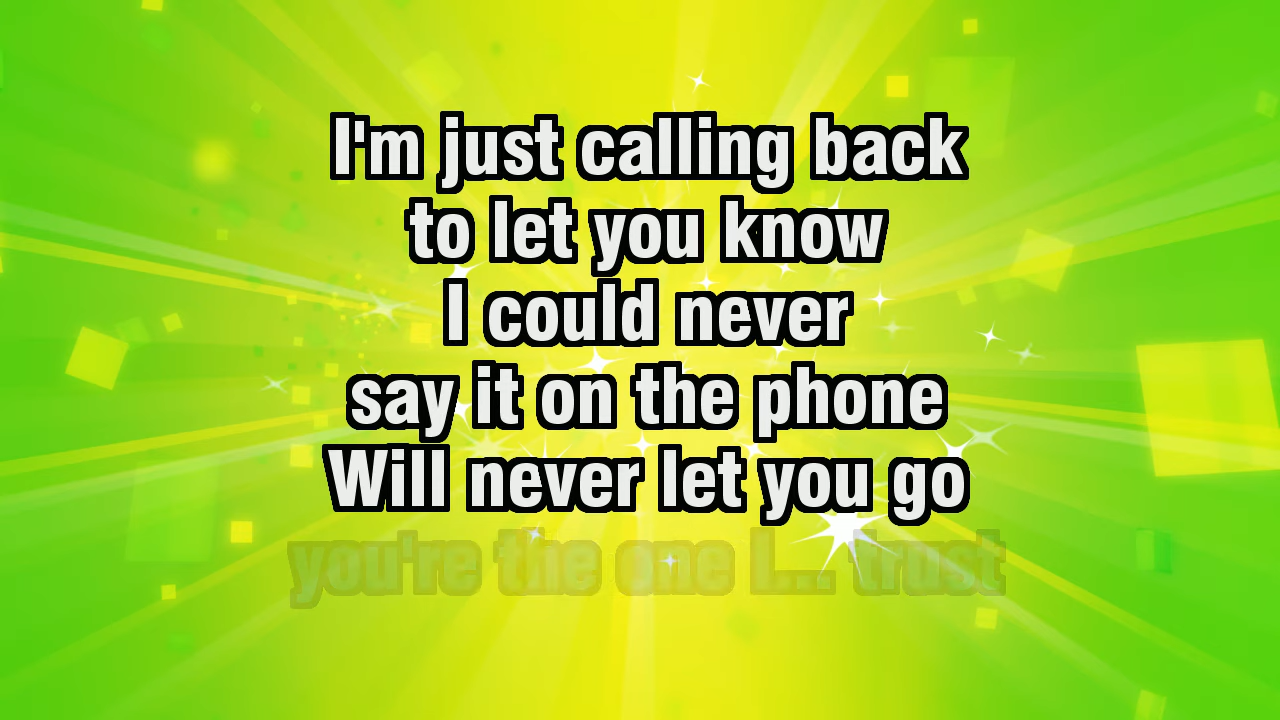 I'm just calling back
to let you know
I could never
say it on the phone
Will never let you go
you're the one I... trust